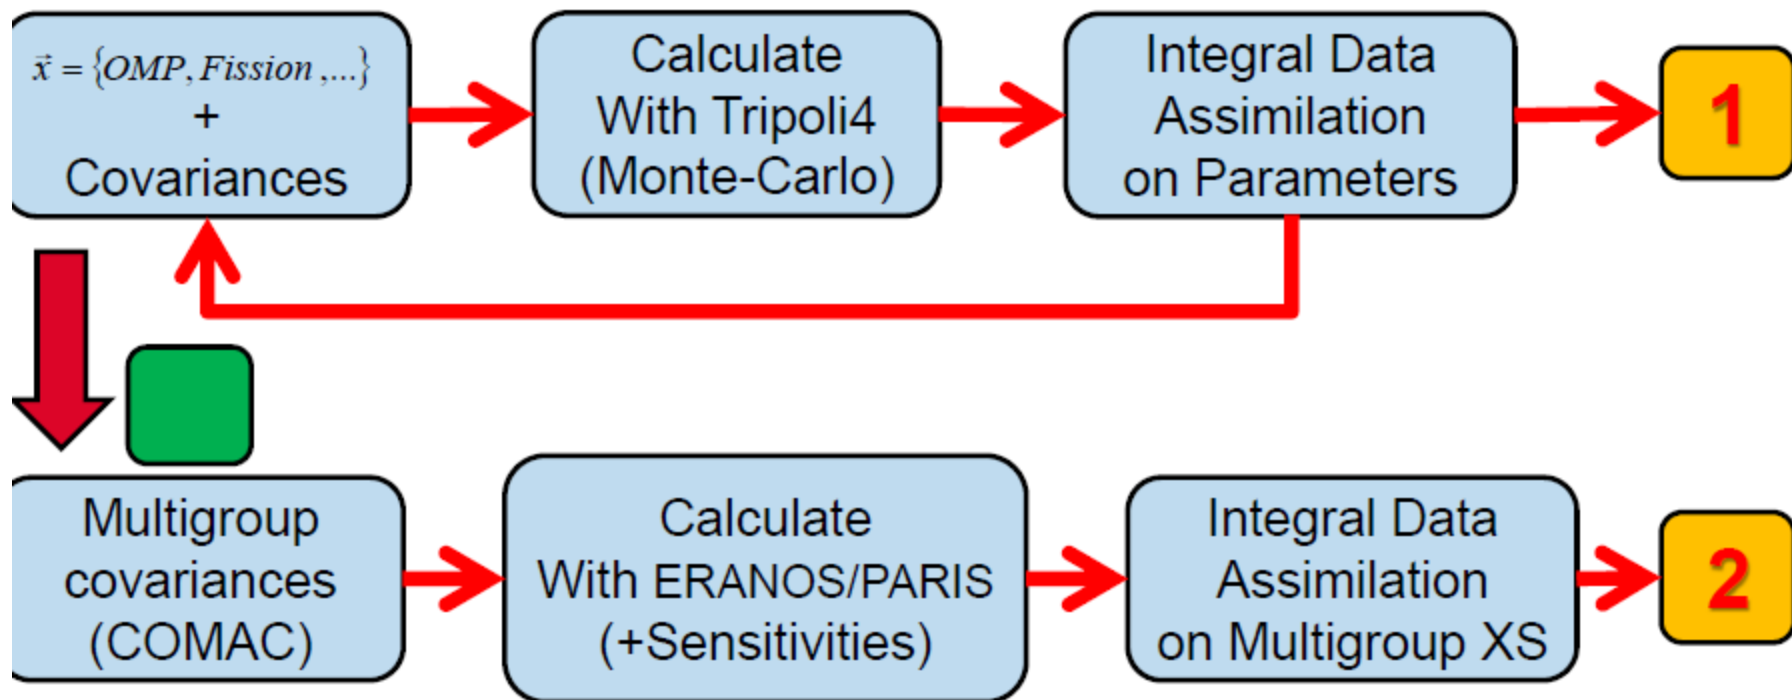 x⃗ = {OMP, Fission ,...}
+
Covariances
Calculate
With Tripoli4
(Monte-Carlo)
Integral Data
Assimilation
on Parameters
1
Multigroup
covariances
(COMAC)
Calculate
With ERANOS/PARIS
(+Sensitivities)
Integral Data
Assimilation
on Multigroup XS
2